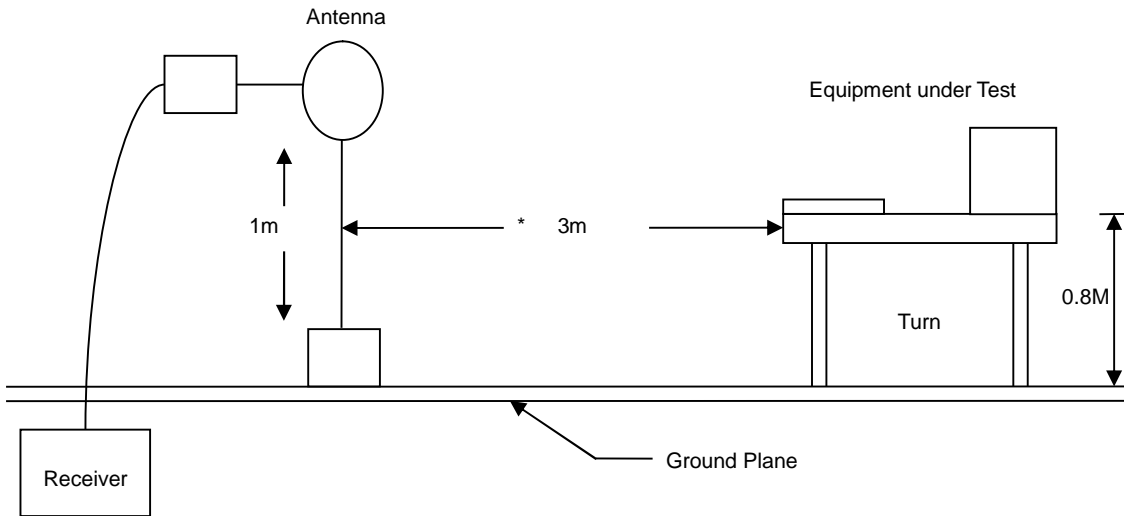 Antenna
Equipment under Test
1m
* 3m
0.8M
Turn
Ground Plane
Receiver